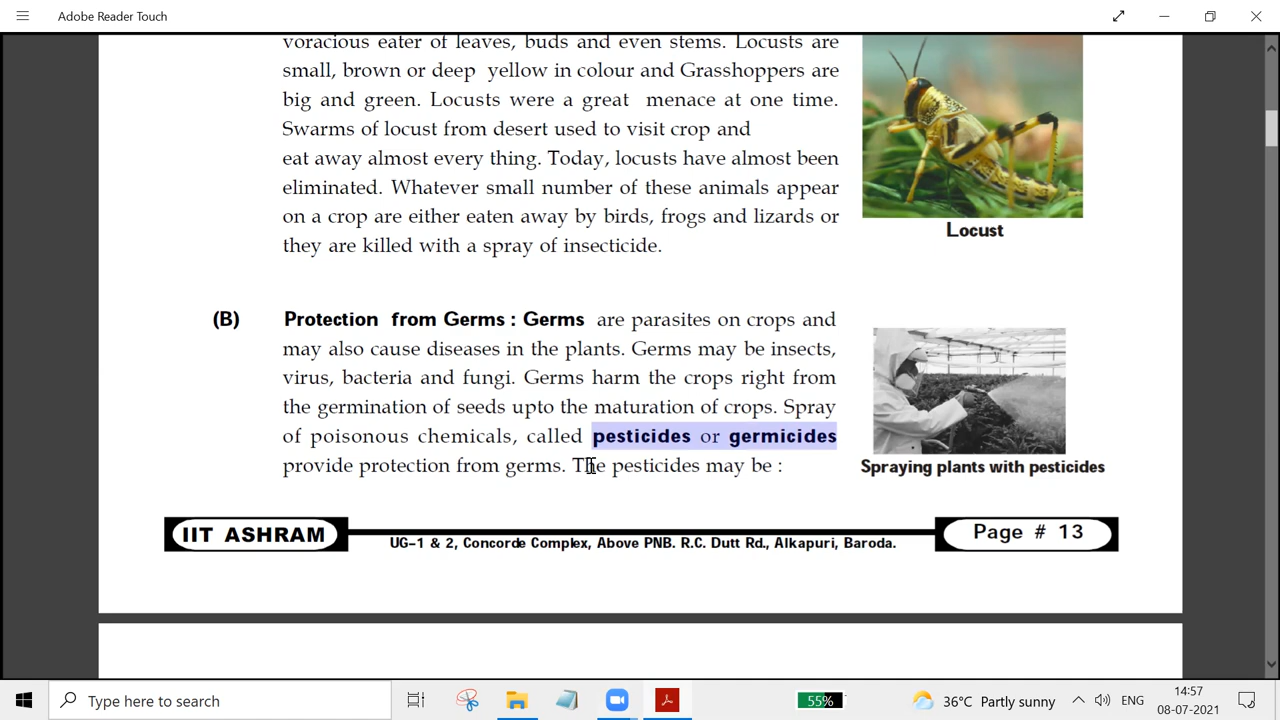 Adobe Reader Touch
voracious eater of leaves, buds and even stems. Locusts are
small, brown or deep yellow in colour and Grasshoppers are
big and green. Locusts were a great menace at one time.
Swarms of locust from desert used to visit crop and
eat away almost every thing. Today, locusts have almost been
eliminated. Whatever small number of these animals appear
on a crop are either eaten away by birds, frogs and lizards or
they are killed with a spray of insecticide.
Locust
(B) Protection from Germs : Germs are parasites on crops and
may also cause diseases in the plants. Germs may be insects,
virus, bacteria and fungi. Germs harm the crops right from
the germination of seeds upto the maturation of crops. Spray
of poisonous chemicals, called pesticides or germicides
provide protection from germs. The pesticides may be :
Spraying plants with pesticides
IIT ASHRAM
UG-1 & 2, Concorde Complex, Above PNB. R.C. Dutt Rd., Alkapuri, Baroda.
Page # 13
Type here to search
55%
36°C Partly sunny
ENG
14:57
08-07-2021